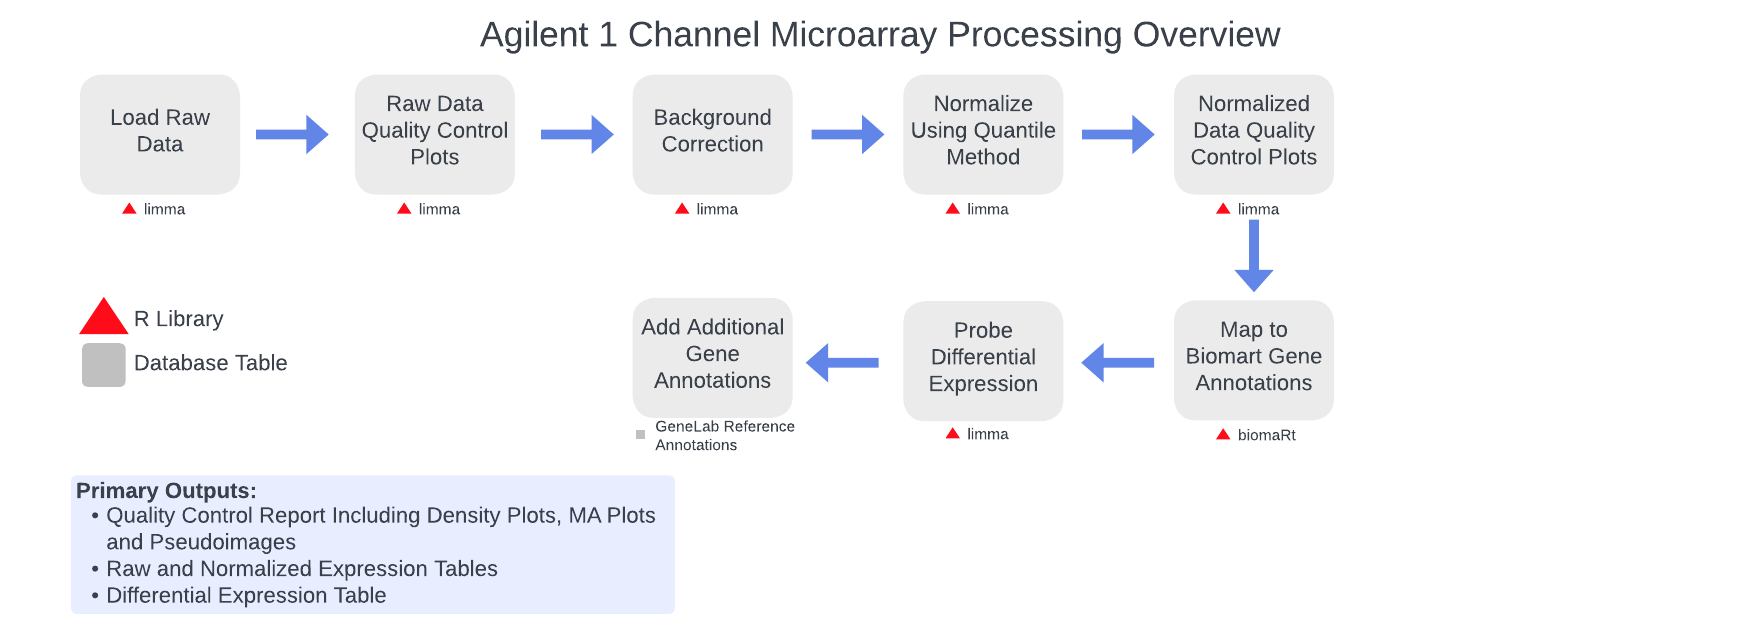 Agilent 1 Channel Microarray Processing Overview
Load Raw
Data
limma
Raw Data
Quality Control
Plots
limma
Background
Correction
limma
Normalize
Using Quantile
Method
limma
Normalized
Data Quality
Control Plots
limma
Map to
Biomart Gene
Annotations
biomaRt
Probe
Differential
Expression
limma
Add Additional
Gene
Annotations
GeneLab Reference
Annotations
R Library
Database Table
Primary Outputs:
• Quality Control Report Including Density Plots, MA Plots
and Pseudoimages
• Raw and Normalized Expression Tables
• Differential Expression Table